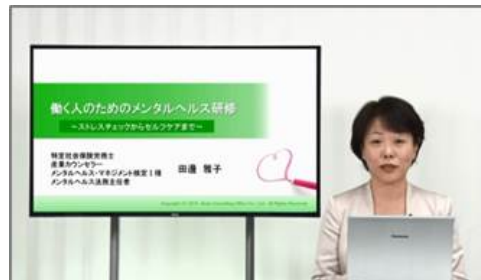 働く人のためのメンタルヘルス研修
～ストレスチェックからセルフケアまで～
特定社会保険労務士
産業カウンセラー
メンタルヘルス・マネジメント検定Ⅰ種
メンタルヘルス法務主任者
田邊 雅子